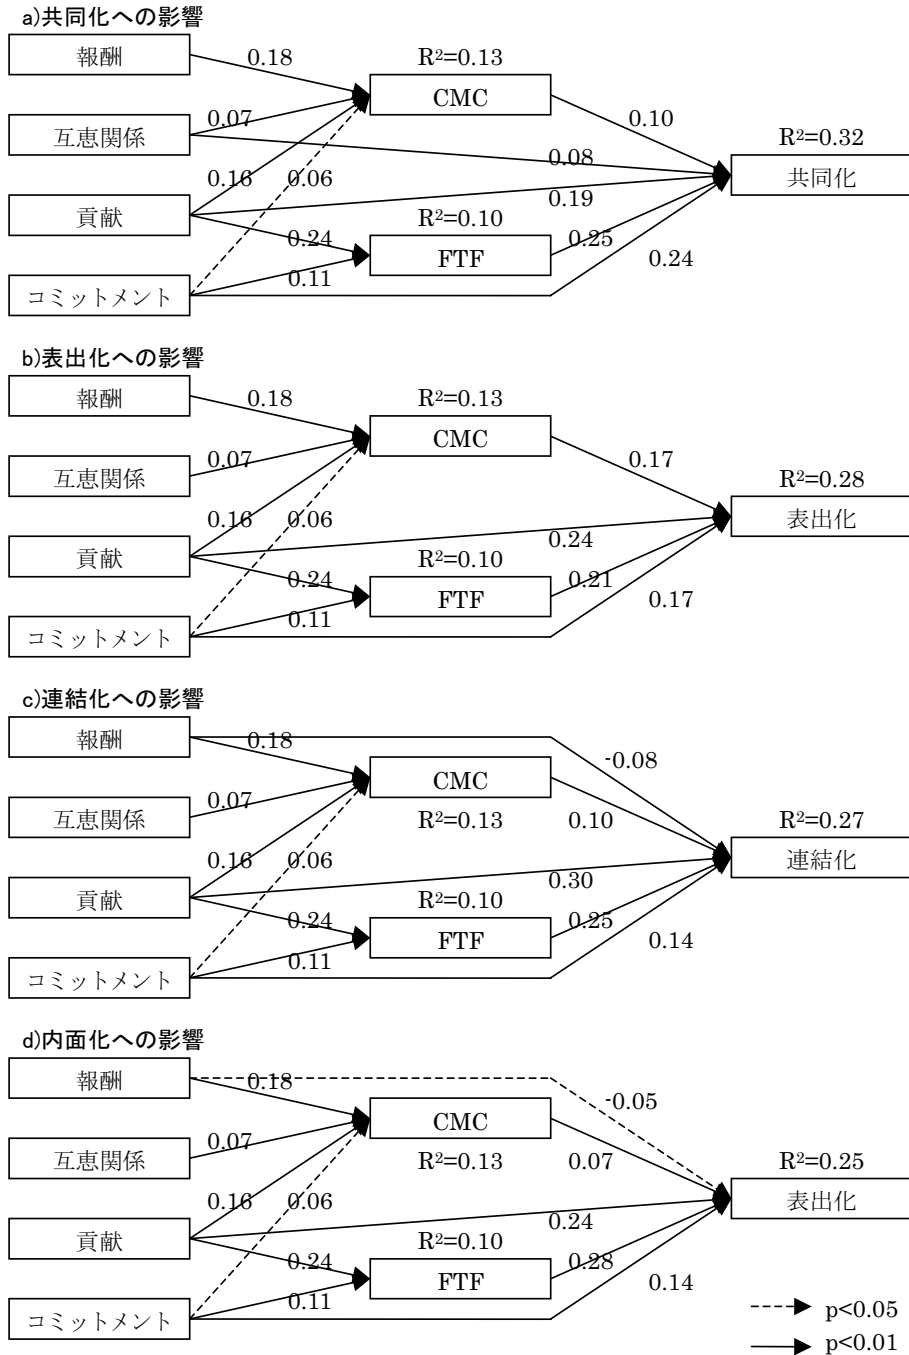 a)共同化への影響
報酬
0.18
R²=0.13
CMC
互恵関係
0.07
0.10
R²=0.32
共同化
0.08
0.16
0.06
0.19
貢献
R²=0.10
0.24
FTF
0.25
0.24
0.11
コミットメント
b)表出化への影響
報酬
0.18
R²=0.13
CMC
互恵関係
0.07
0.17
R²=0.28
表出化
0.16
0.06
0.24
貢献
R²=0.10
0.24
FTF
0.21
0.17
0.11
コミットメント
c)連結化への影響
報酬
0.18
-0.08
CMC
互恵関係
0.07
R²=0.13
0.10
R²=0.27
連結化
0.16
0.06
0.30
貢献
R²=0.10
0.24
FTF
0.25
0.14
0.11
コミットメント
d)内面化への影響
報酬
0.18
-0.05
CMC
互恵関係
0.07
R²=0.13
0.07
R²=0.25
表出化
0.16
0.06
0.24
貢献
R²=0.10
0.24
FTF
0.28
0.14
0.11
コミットメント
p<0.05
p<0.01